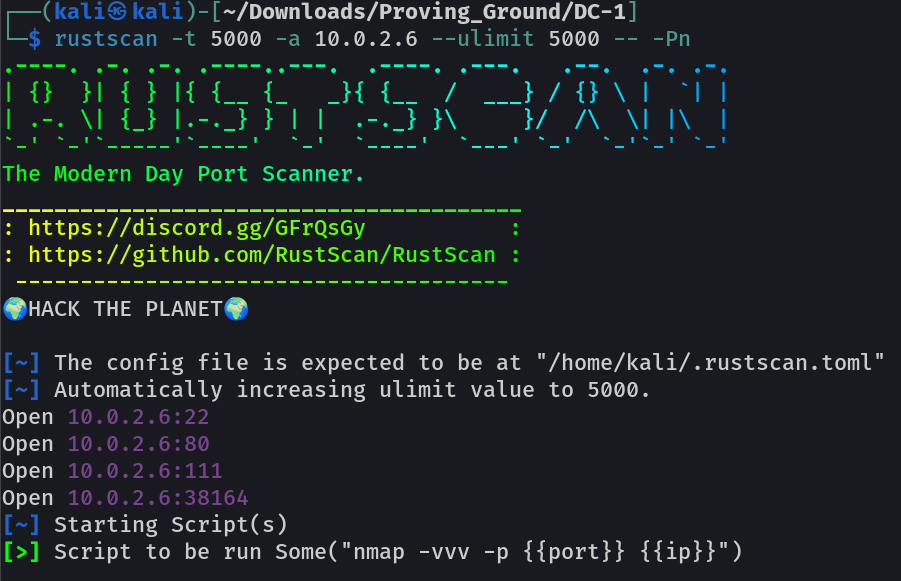 ┌──(kali㉿kali)-[~/Downloads/Proving_Ground/DC-1]
└─$ rustscan -t 5000 -a 10.0.2.6 --ulimit 5000 -- -Pn
.----. .-. .-. .----..---.  .----. .---.   .--.  .-. .-.
| {}  }| { } |{ {__ {_   _}{ {__  /  ___} / {} \ |  `| |
| .-. \| {_} |.-._} } | |  .-._} }\     }/  /\  \| |\  |
`-' `-'`-----'`----'  `-'  `----'  `---' `-'  `-'`-' `-'
The Modern Day Port Scanner.
________________________________________
: https://discord.gg/GFrQsGy           :
: https://github.com/RustScan/RustScan :
 --------------------------------------
🌍HACK THE PLANET🌍
[~] The config file is expected to be at "/home/kali/.rustscan.toml"
[~] Automatically increasing ulimit value to 5000.
Open 10.0.2.6:22
Open 10.0.2.6:80
Open 10.0.2.6:111
Open 10.0.2.6:38164
[~] Starting Script(s)
[>] Script to be run Some("nmap -vvv -p {{port}} {{ip}}")